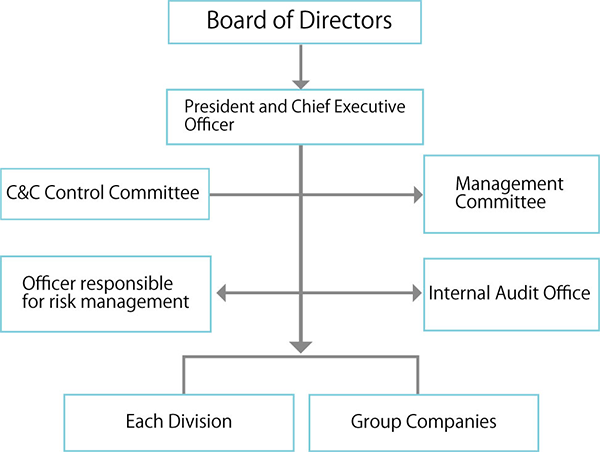 Board of Directors
President and Chief Executive
Officer
C&C Control Committee
Management
Committee
Officer responsible
for risk management
Internal Audit Office
Each Division
Group Companies